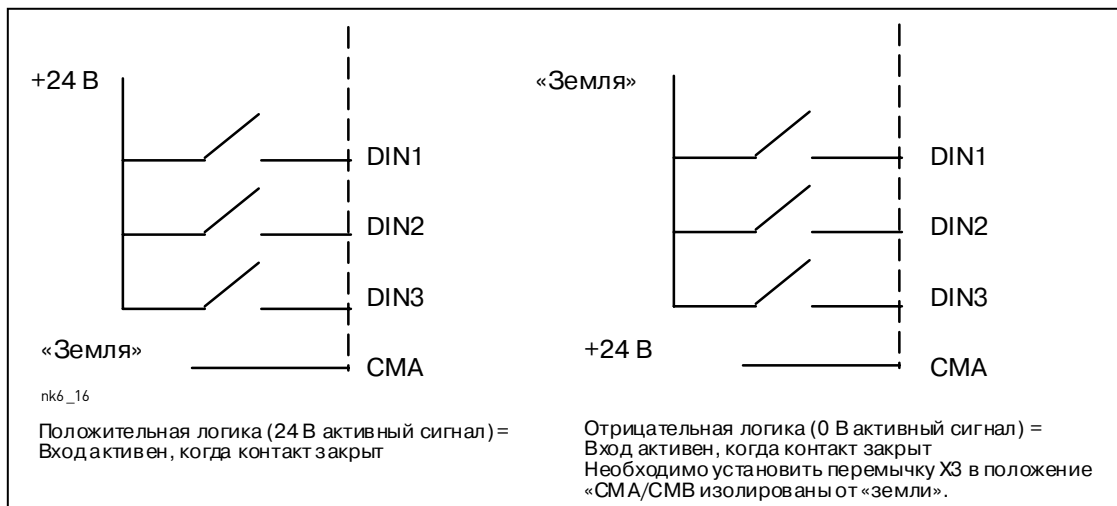 +24 В
DIN1
DIN2
DIN3
«Земля»
CMA
nk6_16
Положительная логика (24 В активный сигнал) =
Вход активен, когда контакт закрыт
«Земля»
DIN1
DIN2
DIN3
+24 В
CMA
Отрицательная логика (0 В активный сигнал) =
Вход активен, когда контакт закрыт
Необходимо установить перемычку X3 в положение
«CMA/CMB изолированы от «земли».